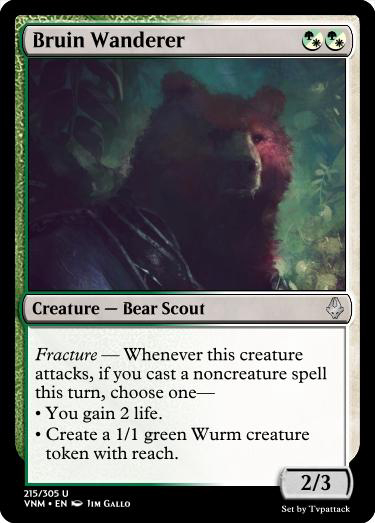 Bruin Wanderer
Creature — Bear Scout
Fracture — Whenever this creature
attacks, if you cast a noncreature spell
this turn, choose one—
• You gain 2 life.
• Create a 1/1 green Wurm creature
token with reach.
2/3
215/305 U
VNM • EN Jim Gallo
Set by Tvpattack